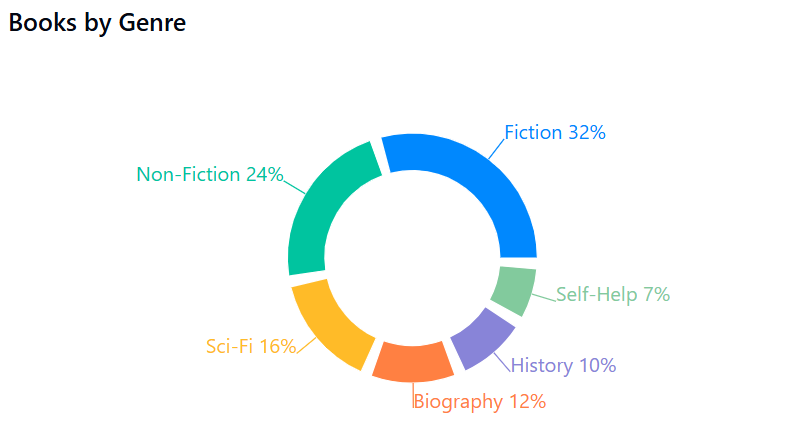 Books by Genre
Fiction 32%
Non-Fiction 24%
Self-Help 7%
Sci-Fi 16%
History 10%
Biography 12%